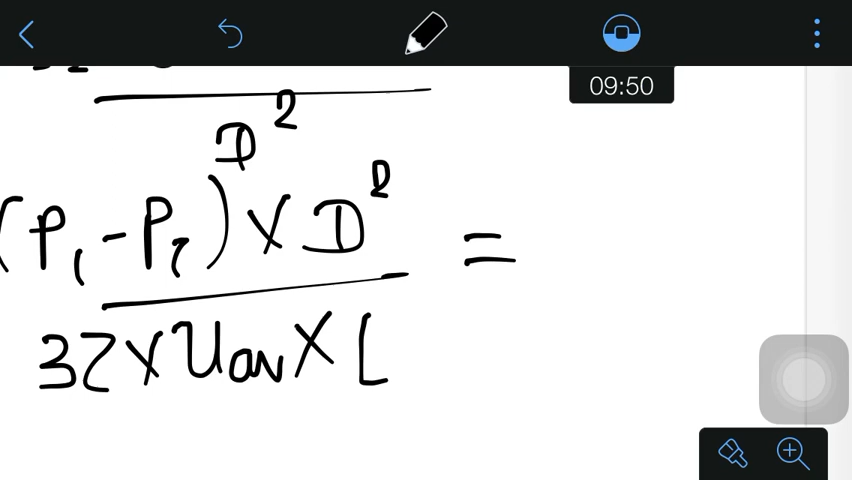 09:50
D²
(P₁-P₂) X D² =
32 X Uav X L